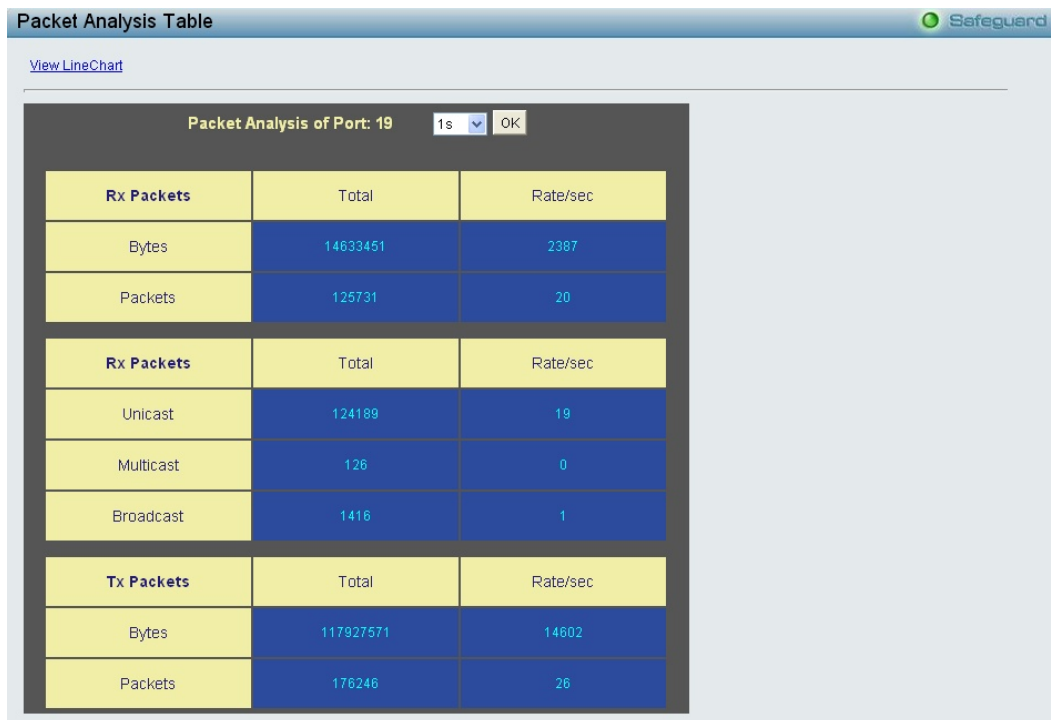 Packet Analysis Table Safeguard
View LineChart
Packet Analysis of Port: 19 1s OK
Rx Packets Total Rate/sec
Bytes 14633451 2387
Packets 125731 20
Rx Packets Total Rate/sec
Unicast 124189 19
Multicast 126 0
Broadcast 1416 1
Tx Packets Total Rate/sec
Bytes 117927571 14602
Packets 176246 26